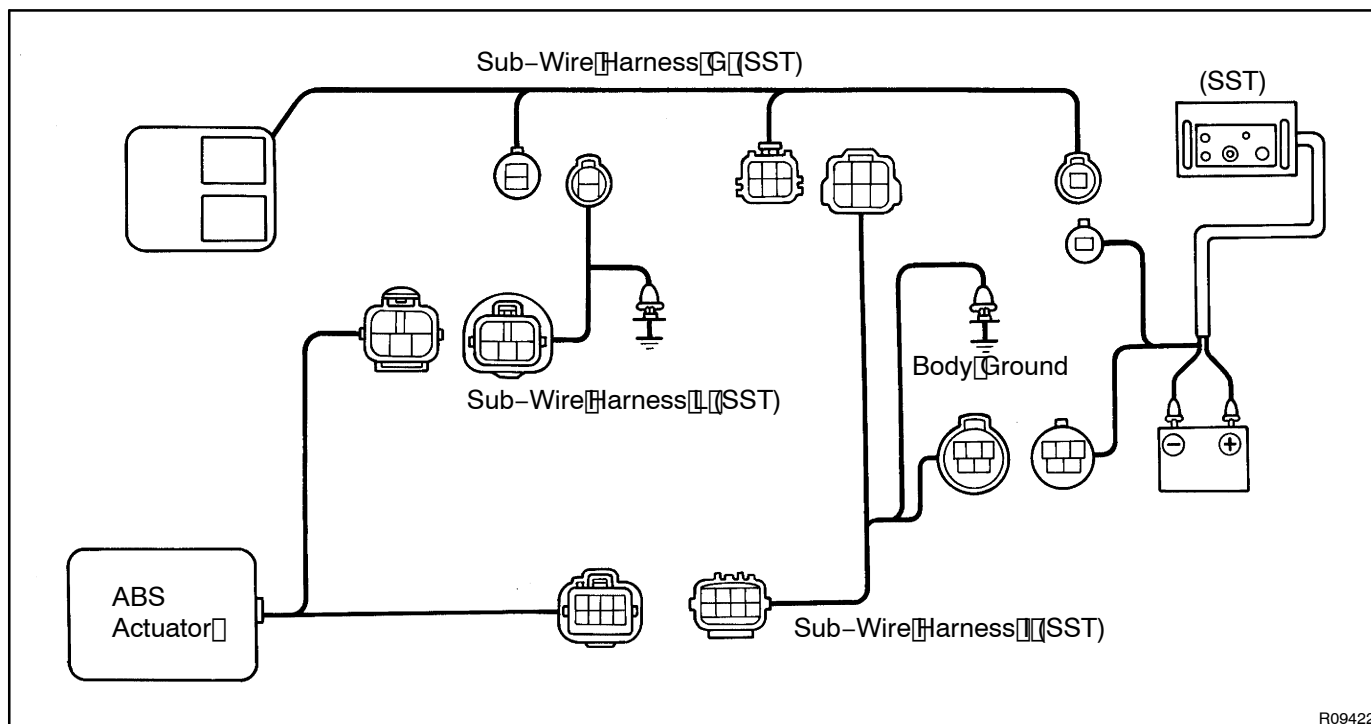 Sub−Wire Harness G (SST)
(SST)
Body Ground
Sub−Wire Harness L (SST)
ABS
Actuator
Sub−Wire Harness I (SST)
− +
R09422